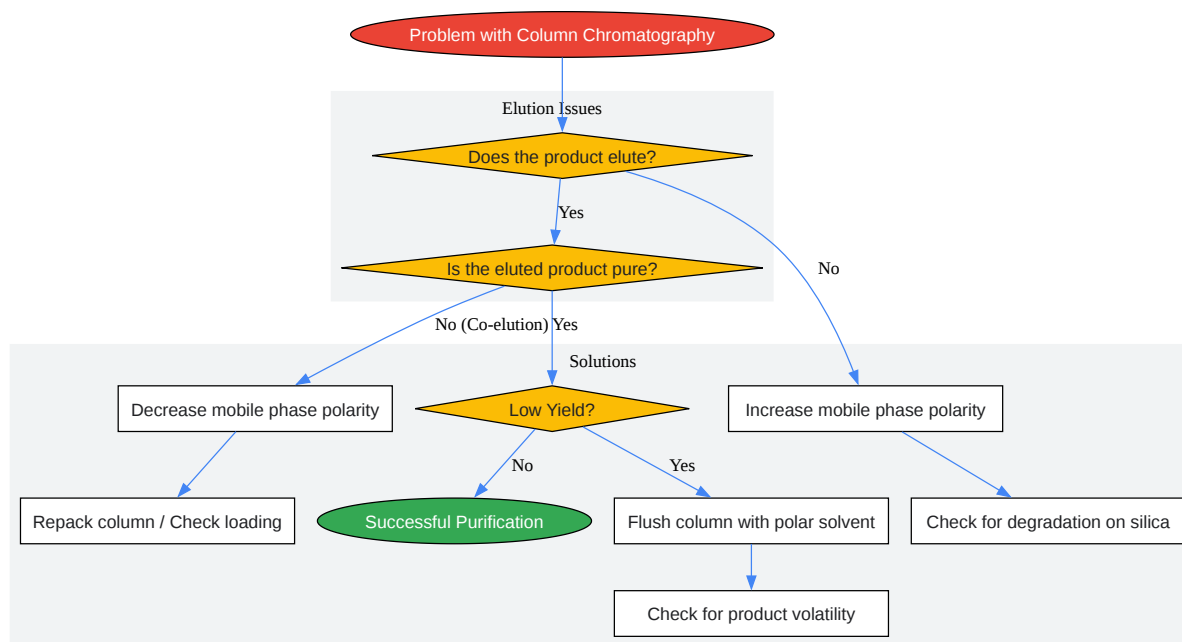 Problem with Column Chromatography
Elution Issues
Does the product elute?
Yes
Is the eluted product pure?
No
No (Co-elution)
Yes
Solutions
Decrease mobile phase polarity
Low Yield?
Increase mobile phase polarity
No
Yes
Repack column / Check loading
Successful Purification
Flush column with polar solvent
Check for degradation on silica
Check for product volatility